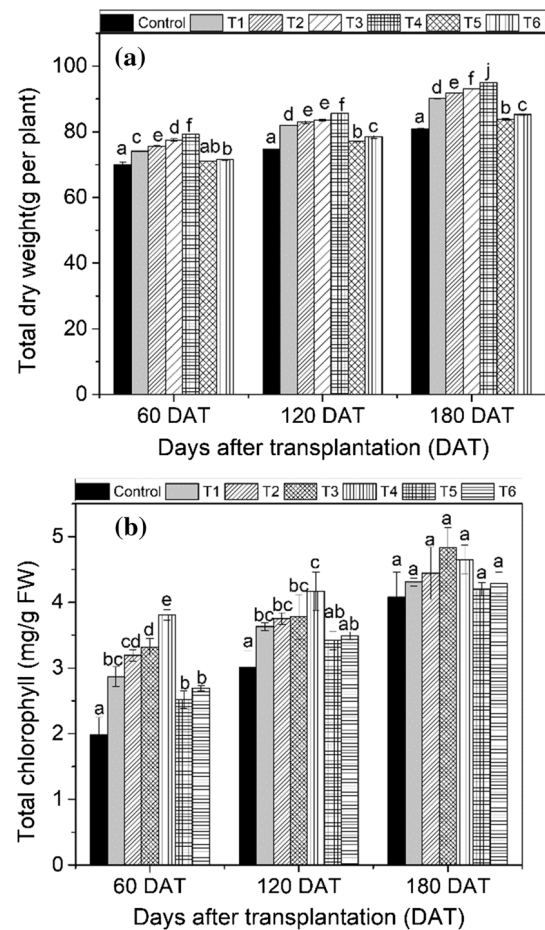 Control T1 T2 T3 T4 T5 T6
(a)
Total dry weight(g per plant)
100
80
60
40
20
0
a c e d f ab b
a d e e f b c
a d e f j b c
60 DAT 120 DAT 180 DAT
Days after transplantation (DAT)
Control T1 T2 T3 T4 T5 T6
(b)
Total chlorophyll (mg/g FW)
5
4
3
2
1
0
a bc cd d e b b
a bc bc bc c ab ab
a a a a a a a
60 DAT 120 DAT 180 DAT
Days after transplantation (DAT)